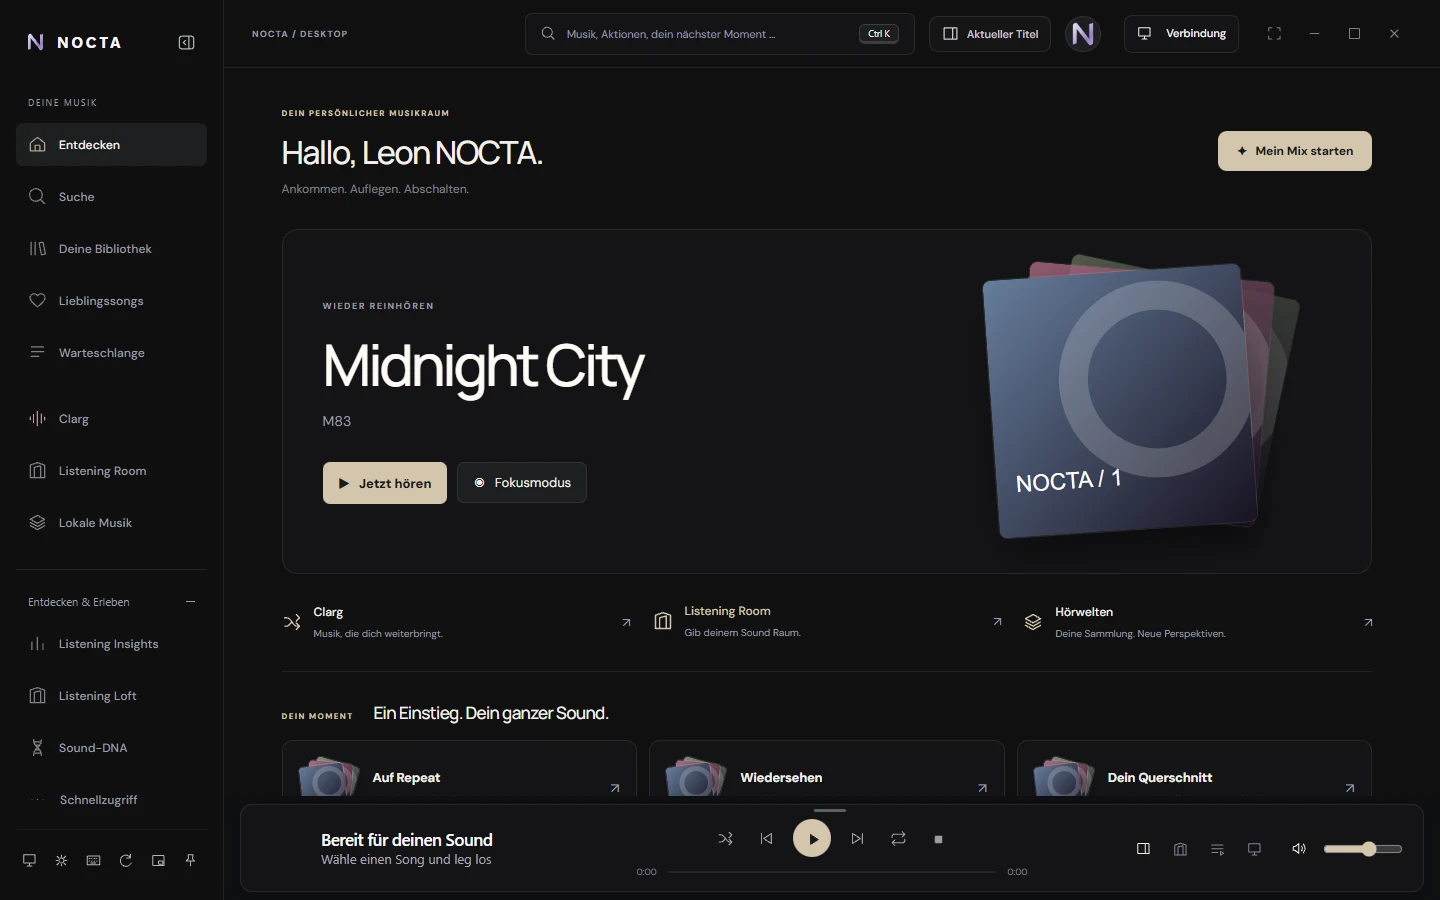 NOCTA
DEINE MUSIK
Entdecken
Suche
Deine Bibliothek
Lieblingssongs
Warteschlange
Clarg
Listening Room
Lokale Musik
Entdecken & Erleben
Listening Insights
Listening Loft
Sound-DNA
Schnellzugriff
NOCTA / DESKTOP
Musik, Aktionen, dein nächster Moment ...
Ctrl K
Aktueller Titel
N
Verbindung
DEIN PERSÖNLICHER MUSIKRAUM
Hallo, Leon NOCTA.
Ankommen. Auflegen. Abschalten.
Mein Mix starten
WIEDER REINHÖREN
Midnight City
M83
Jetzt hören
Fokusmodus
NOCTA / 1
Clarg
Musik, die dich weiterbringt.
Listening Room
Gib deinem Sound Raum.
Hörwelten
Deine Sammlung. Neue Perspektiven.
DEIN MOMENT
Ein Einstieg. Dein ganzer Sound.
Auf Repeat
Wiedersehen
Dein Querschnitt
Bereit für deinen Sound
Wähle einen Song und leg los
0:00
0:00